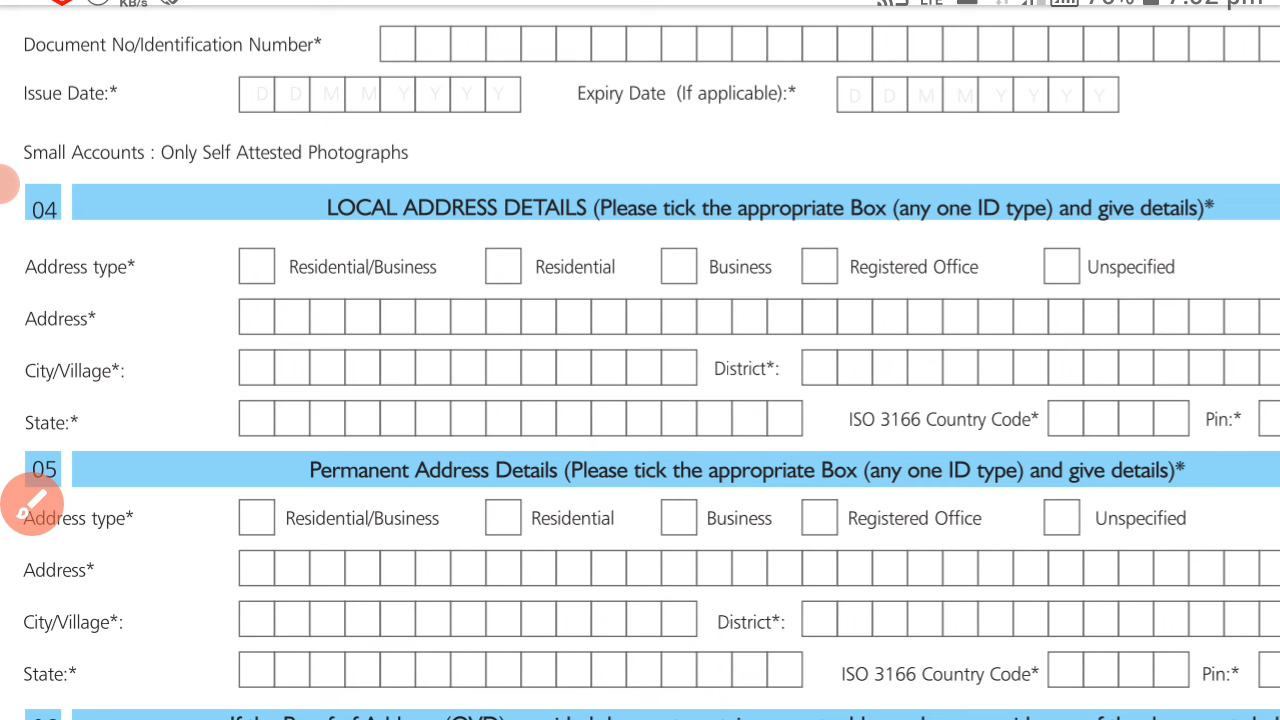 KB/s LTE
Document No/Identification Number*
Issue Date:* D D M M Y Y Y Y Expiry Date (If applicable):* D D M M Y Y Y Y
Small Accounts : Only Self Attested Photographs
04 LOCAL ADDRESS DETAILS (Please tick the appropriate Box (any one ID type) and give details)*
Address type* Residential/Business Residential Business Registered Office Unspecified
Address*
City/Village*: District*:
State:* ISO 3166 Country Code* Pin:*
05 Permanent Address Details (Please tick the appropriate Box (any one ID type) and give details)*
Address type* Residential/Business Residential Business Registered Office Unspecified
Address*
City/Village*: District*:
State:* ISO 3166 Country Code* Pin:*